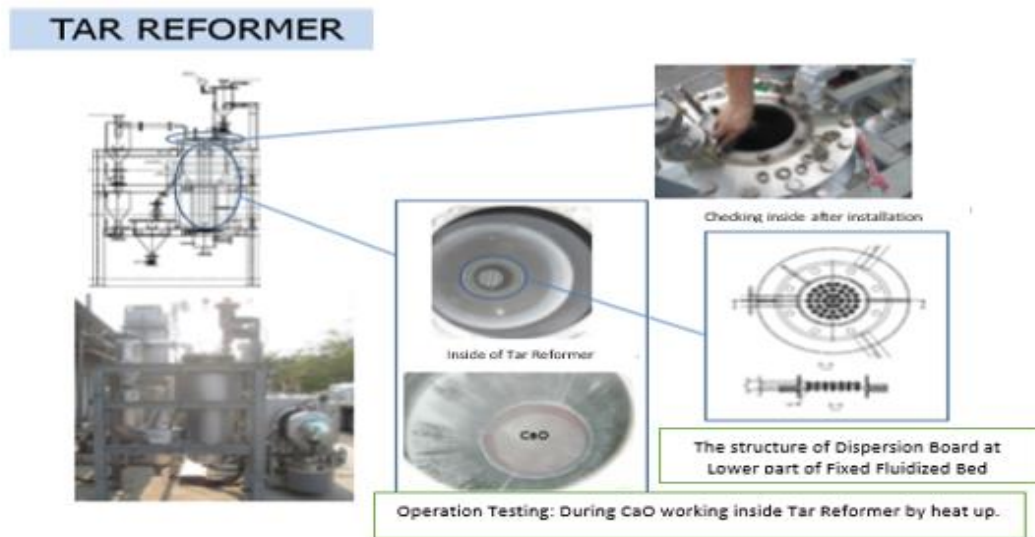 TAR REFORMER
Checking inside after installation
Inside of Tar Reformer
CaO
The structure of Dispersion Board at
Lower part of Fixed Fluidized Bed
Operation Testing: During CaO working inside Tar Reformer by heat up.